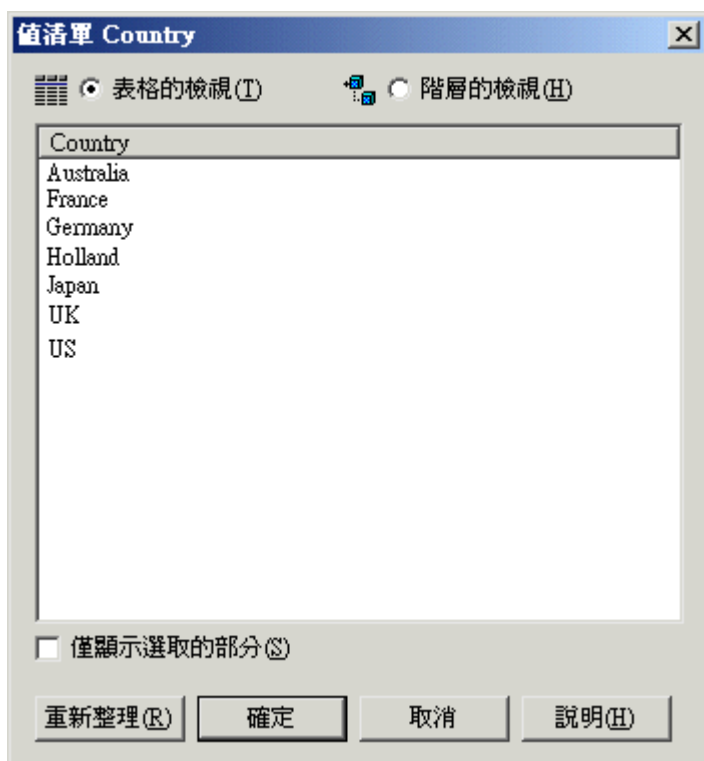 值清單 Country
表格的檢視(T) 階層的檢視(H)
Country
Australia
France
Germany
Holland
Japan
UK
US
僅顯示選取的部分(S)
重新整理(R) 確定 取消 說明(H)